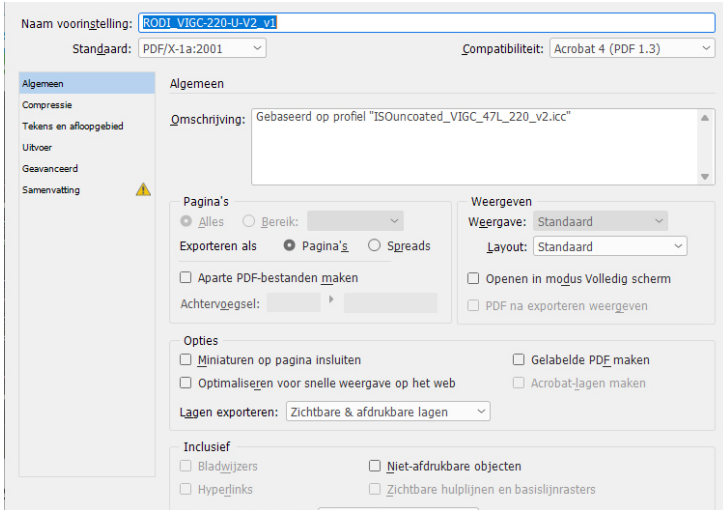 Naam voorinstelling: RODI_VIGC-220-U-V2_v1
Standaard: PDF/X-1a:2001 Compatibiliteit: Acrobat 4 (PDF 1.3)
Algemeen
Compressie
Tekens en afloopgebied
Uitvoer
Geavanceerd
Samenvatting
Algemeen
Omschrijving: Gebaseerd op profiel "ISOuncoated_VIGC_47L_220_v2.icc"
Pagina's
Alles Bereik:
Exporteren als Pagina's Spreads
Aparte PDF-bestanden maken
Achtervoegsel:
Weergeven
Weergave: Standaard
Layout: Standaard
Openen in modus Volledig scherm
PDF na exporteren weergeven
Opties
Miniaturen op pagina insluiten Gelabelde PDF maken
Optimaliseren voor snelle weergave op het web Acrobat-lagen maken
Lagen exporteren: Zichtbare & afdrukbare lagen
Inclusief
Bladwijzers Niet-afdrukbare objecten
Hyperlinks Zichtbare hulplijnen en basislijnrasters